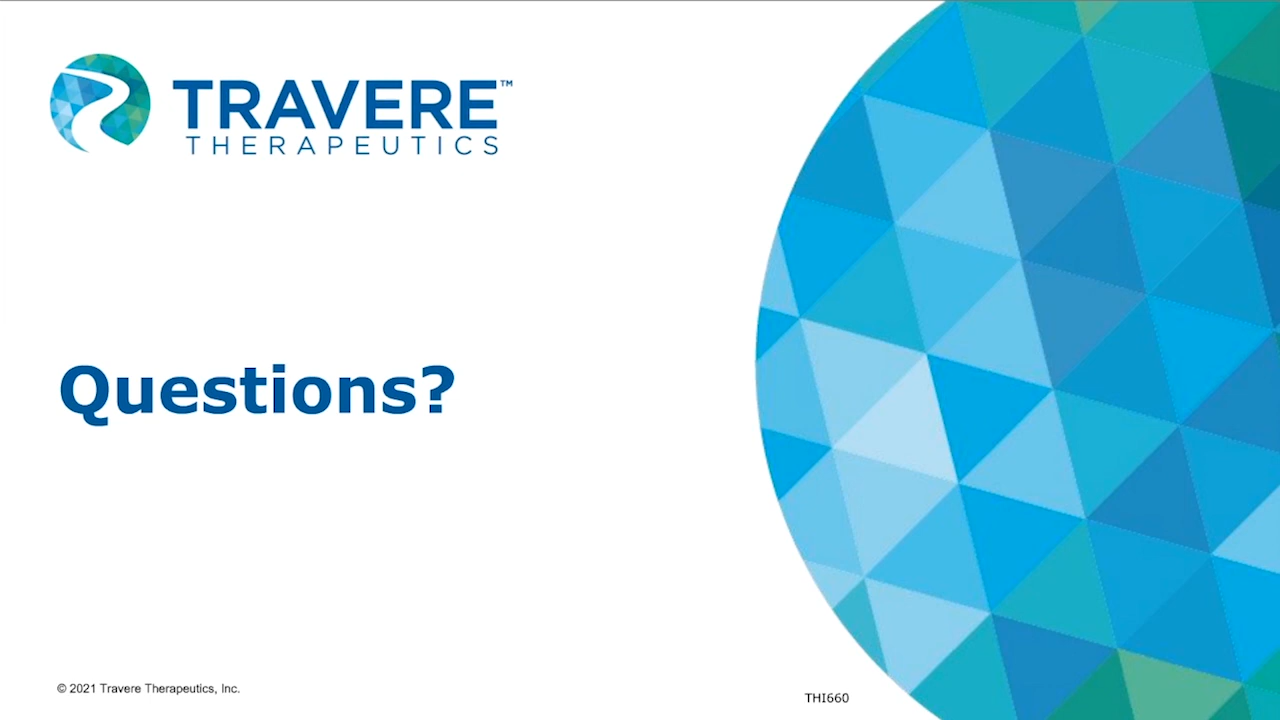 TRAVERE™
THERAPEUTICS
Questions?
© 2021 Travere Therapeutics, Inc.
THI660